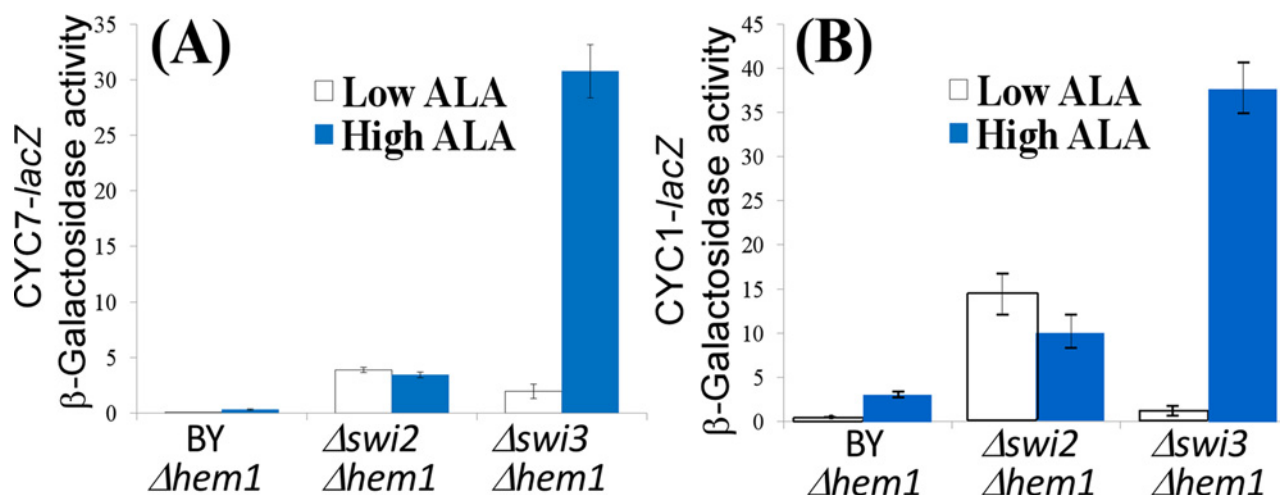 (A)
CYC7-lacZ
β-Galactosidase activity
35
30
25
20
15
10
5
0
Low ALA
High ALA
BY Δswi2 Δswi3
Δhem1 Δhem1 Δhem1
(B)
CYC1-lacZ
β-Galactosidase activity
45
40
35
30
25
20
15
10
5
0
Low ALA
High ALA
BY Δswi2 Δswi3
Δhem1 Δhem1 Δhem1